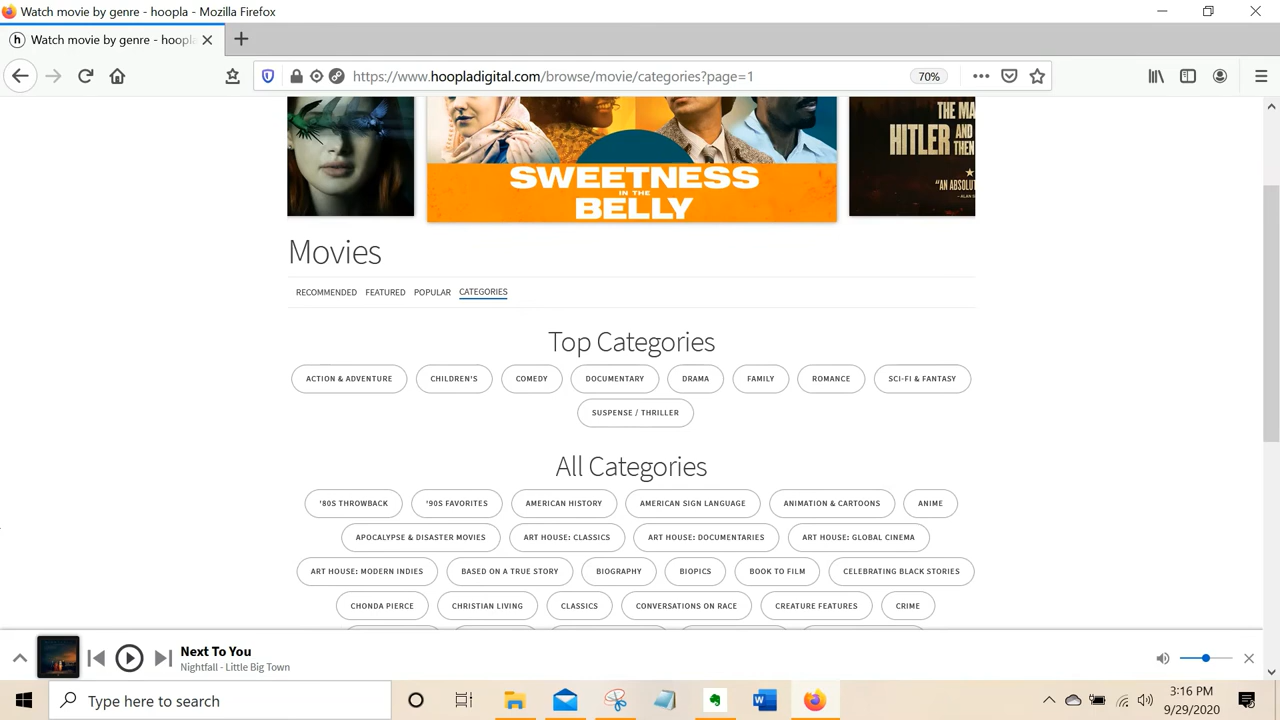 Watch movie by genre - hoopla - Mozilla Firefox
h Watch movie by genre - hoopl
https://www.hoopladigital.com/browse/movie/categories?page=1
70%
THE MA
HITLER AND
THEN
"AN ABSOLUT
SWEETNESS
IN THE
BELLY
Movies
RECOMMENDED FEATURED POPULAR CATEGORIES
Top Categories
ACTION & ADVENTURE CHILDREN'S COMEDY DOCUMENTARY DRAMA FAMILY ROMANCE SCI-FI & FANTASY
SUSPENSE / THRILLER
All Categories
'80S THROWBACK '90S FAVORITES AMERICAN HISTORY AMERICAN SIGN LANGUAGE ANIMATION & CARTOONS ANIME
APOCALYPSE & DISASTER MOVIES ART HOUSE: CLASSICS ART HOUSE: DOCUMENTARIES ART HOUSE: GLOBAL CINEMA
ART HOUSE: MODERN INDIES BASED ON A TRUE STORY BIOGRAPHY BIOPICS BOOK TO FILM CELEBRATING BLACK STORIES
CHONDA PIERCE CHRISTIAN LIVING CLASSICS CONVERSATIONS ON RACE CREATURE FEATURES CRIME
Next To You
Nightfall - Little Big Town
Type here to search
3:16 PM
9/29/2020